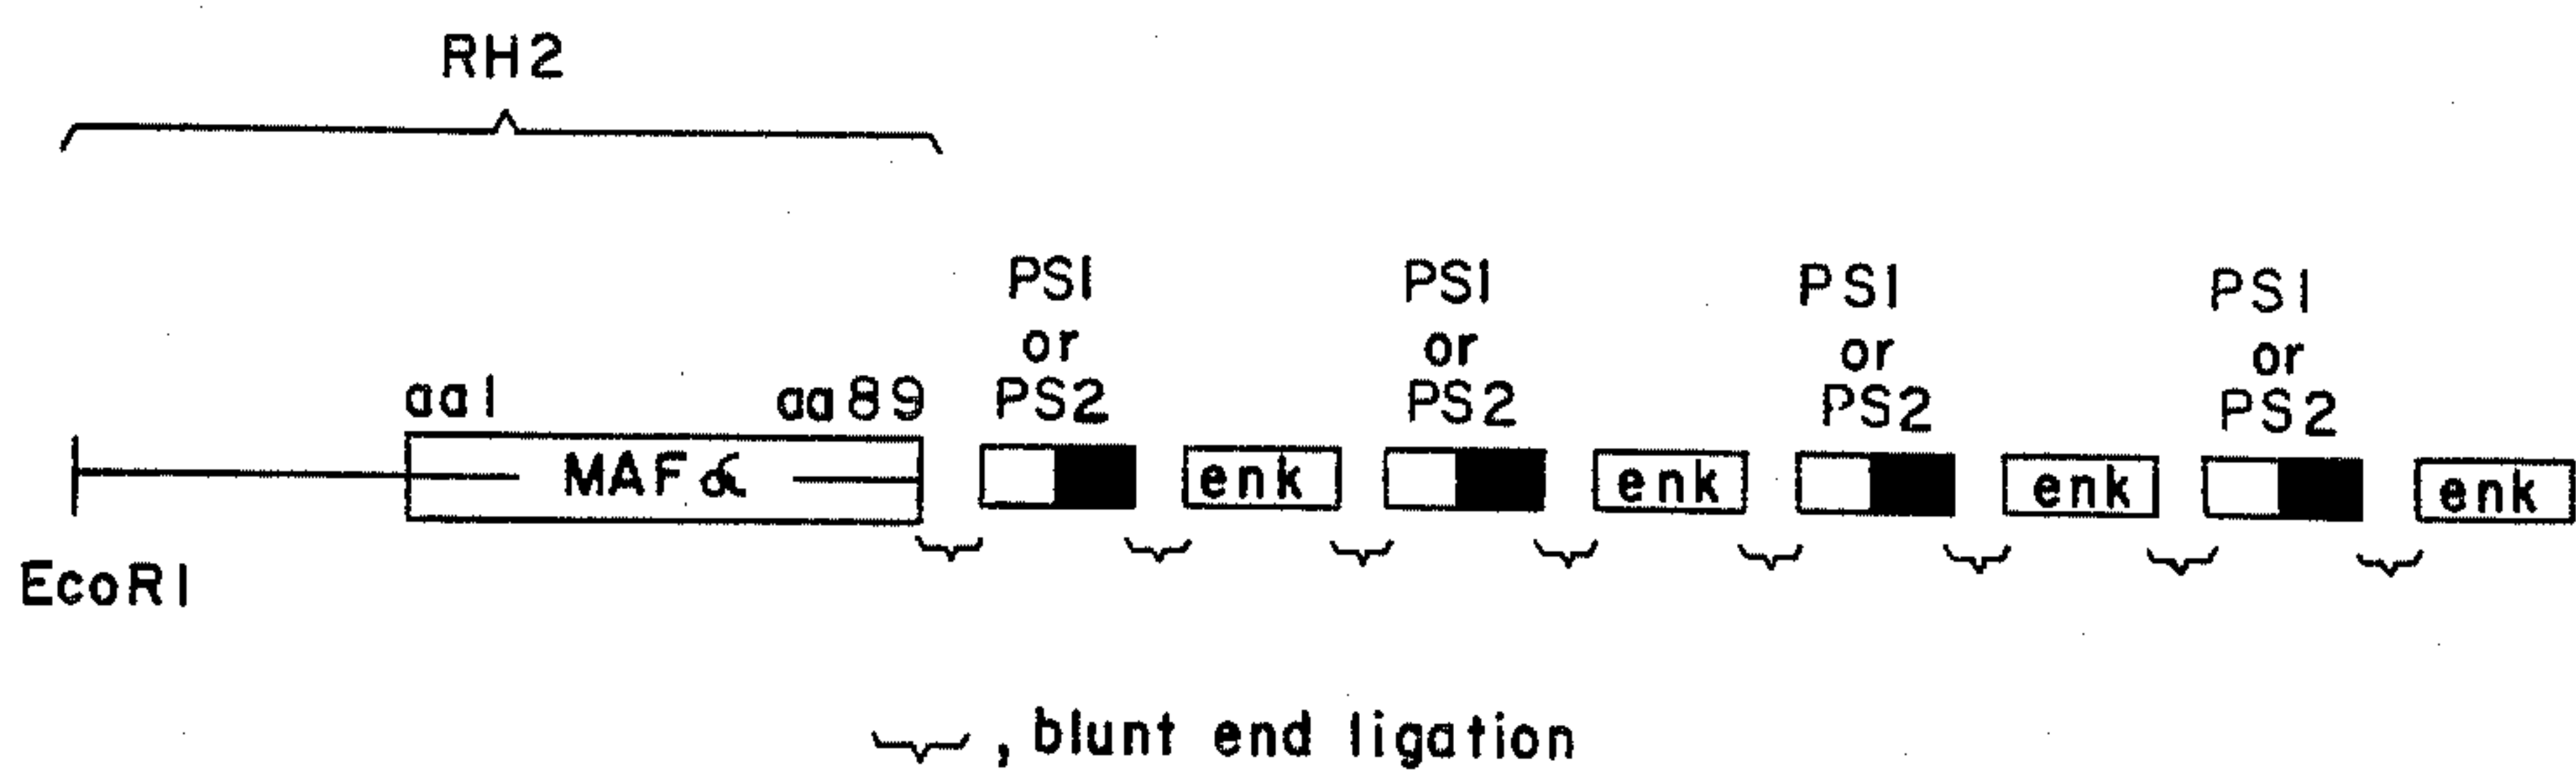 RH2
PS1 PS1 PS1 PS1
or or or or
aa1 aa89 PS2 PS2 PS2 PS2
MAFα enk enk enk enk
EcoR1
, blunt end ligation